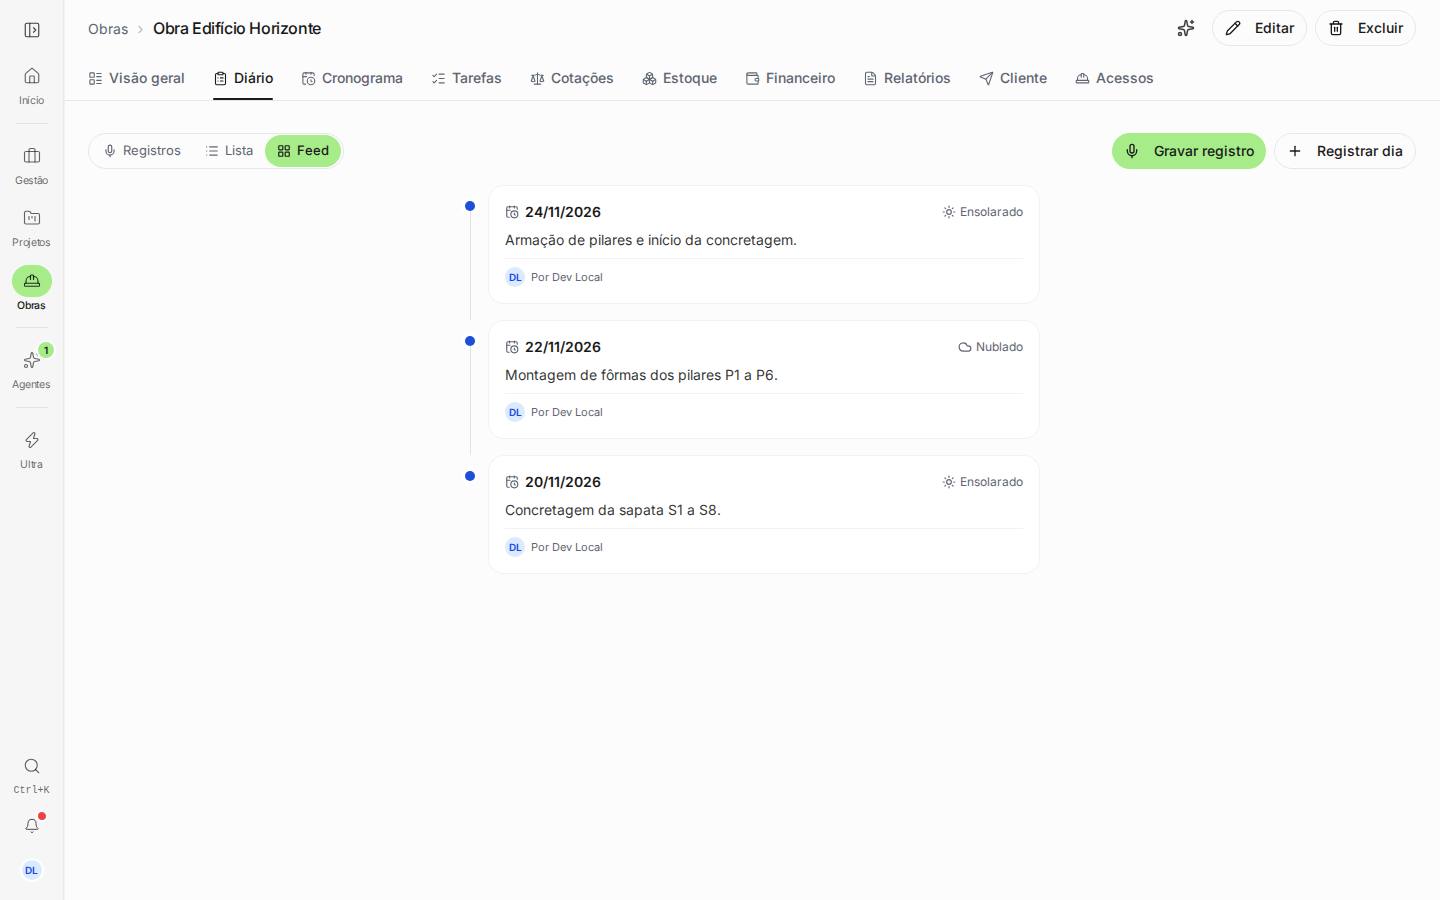 Obras
Obra Edifício Horizonte
Editar
Excluir
Visão geral
Diário
Cronograma
Tarefas
Cotações
Estoque
Financeiro
Relatórios
Cliente
Acessos
Início
Gestão
Projetos
Obras
1
Agentes
Ultra
Ctrl+K
DL
Registros
Lista
Feed
Gravar registro
Registrar dia
24/11/2026
Ensolarado
Armação de pilares e início da concretagem.
DL
Por Dev Local
22/11/2026
Nublado
Montagem de fôrmas dos pilares P1 a P6.
DL
Por Dev Local
20/11/2026
Ensolarado
Concretagem da sapata S1 a S8.
DL
Por Dev Local